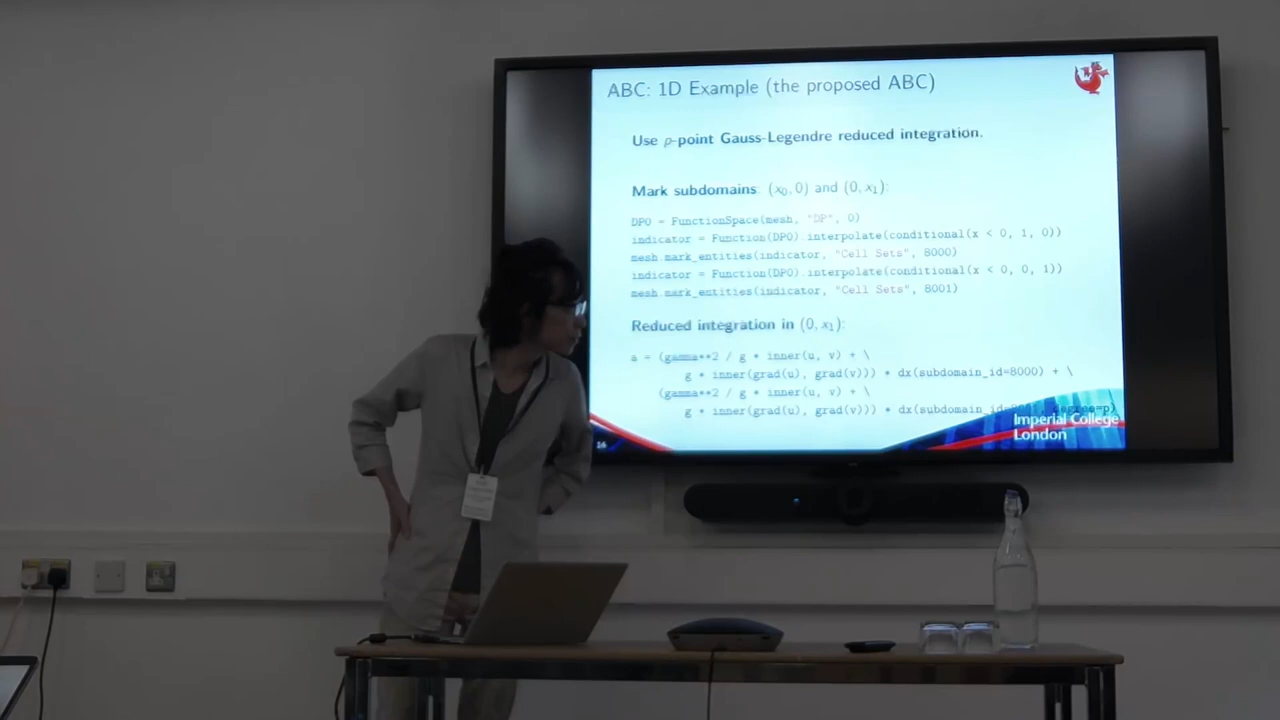 ABC: 1D Example (the proposed ABC)
Use p-point Gauss-Legendre reduced integration.
Mark subdomains: (x₀, 0) and (0, x₁):
DP0 = FunctionSpace(mesh, "DP", 0)
indicator = Function(DP0).interpolate(conditional(x < 0, 1, 0))
mesh.mark_entities(indicator, "Cell Sets", 8000)
indicator = Function(DP0).interpolate(conditional(x < 0, 0, 1))
mesh.mark_entities(indicator, "Cell Sets", 8001)
Reduced integration in (0, x₁):
a = (gamma**2 / g * inner(u, v) + \
g * inner(grad(u), grad(v))) * dx(subdomain_id=8000) + \
(gamma**2 / g * inner(u, v) + \
g * inner(grad(u), grad(v))) * dx(subdomain_id= degree=p)
Imperial College
London
16